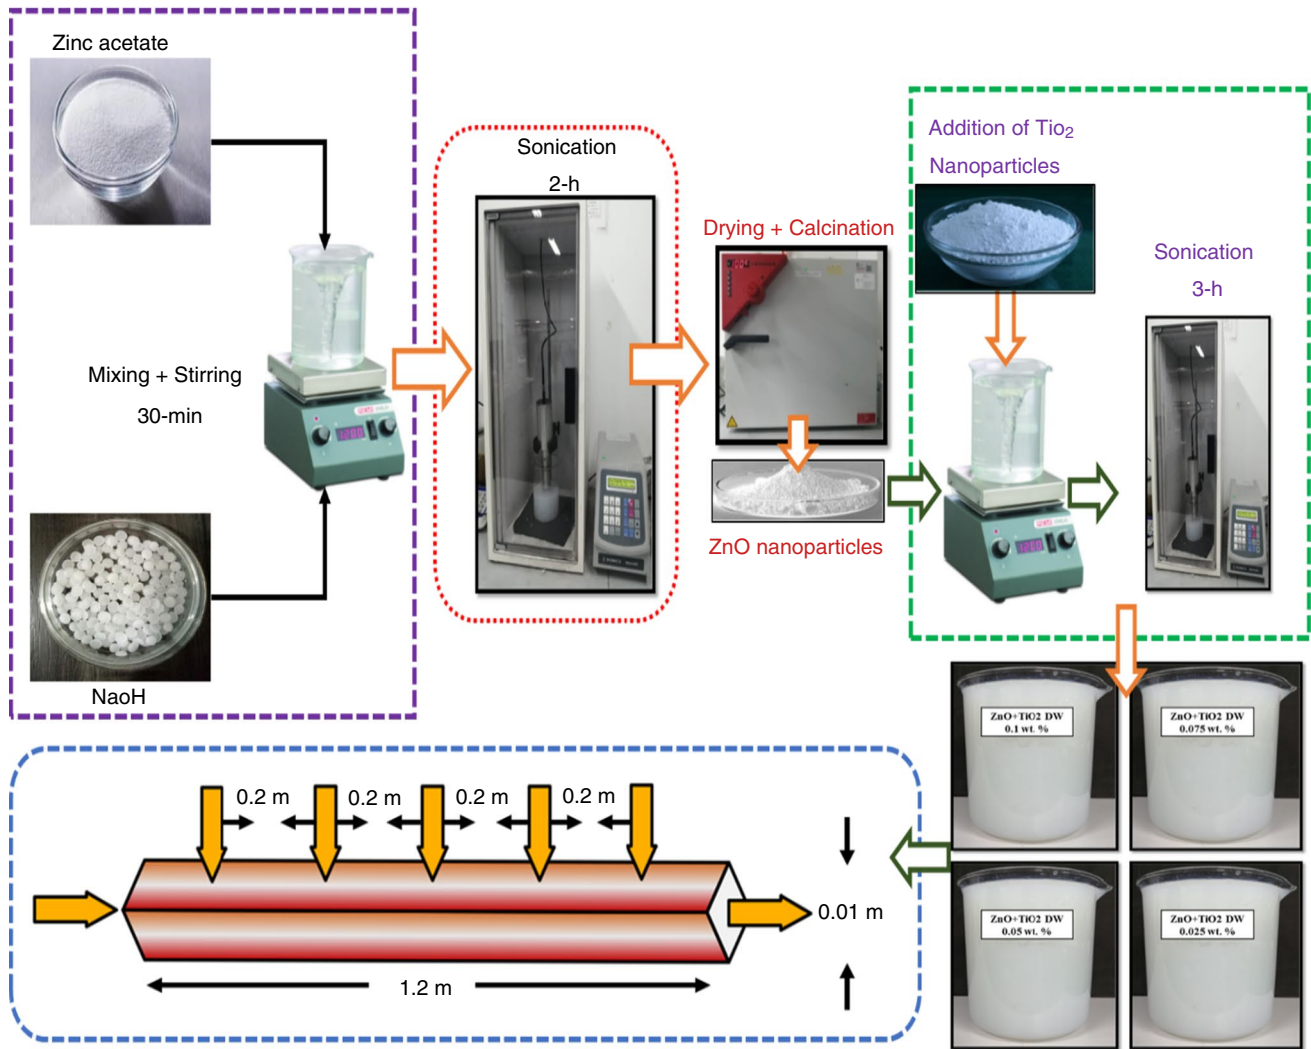 Zinc acetate
Mixing + Stirring
30-min
NaoH
Sonication
2-h
Drying + Calcination
ZnO nanoparticles
Addition of Tio₂
Nanoparticles
Sonication
3-h
ZnO+TiO2 DW
0.1 wt. %
ZnO+TiO2 DW
0.075 wt. %
ZnO+TiO2 DW
0.05 wt. %
ZnO+TiO2 DW
0.025 wt. %
0.2 m
0.2 m
0.2 m
0.2 m
0.01 m
1.2 m